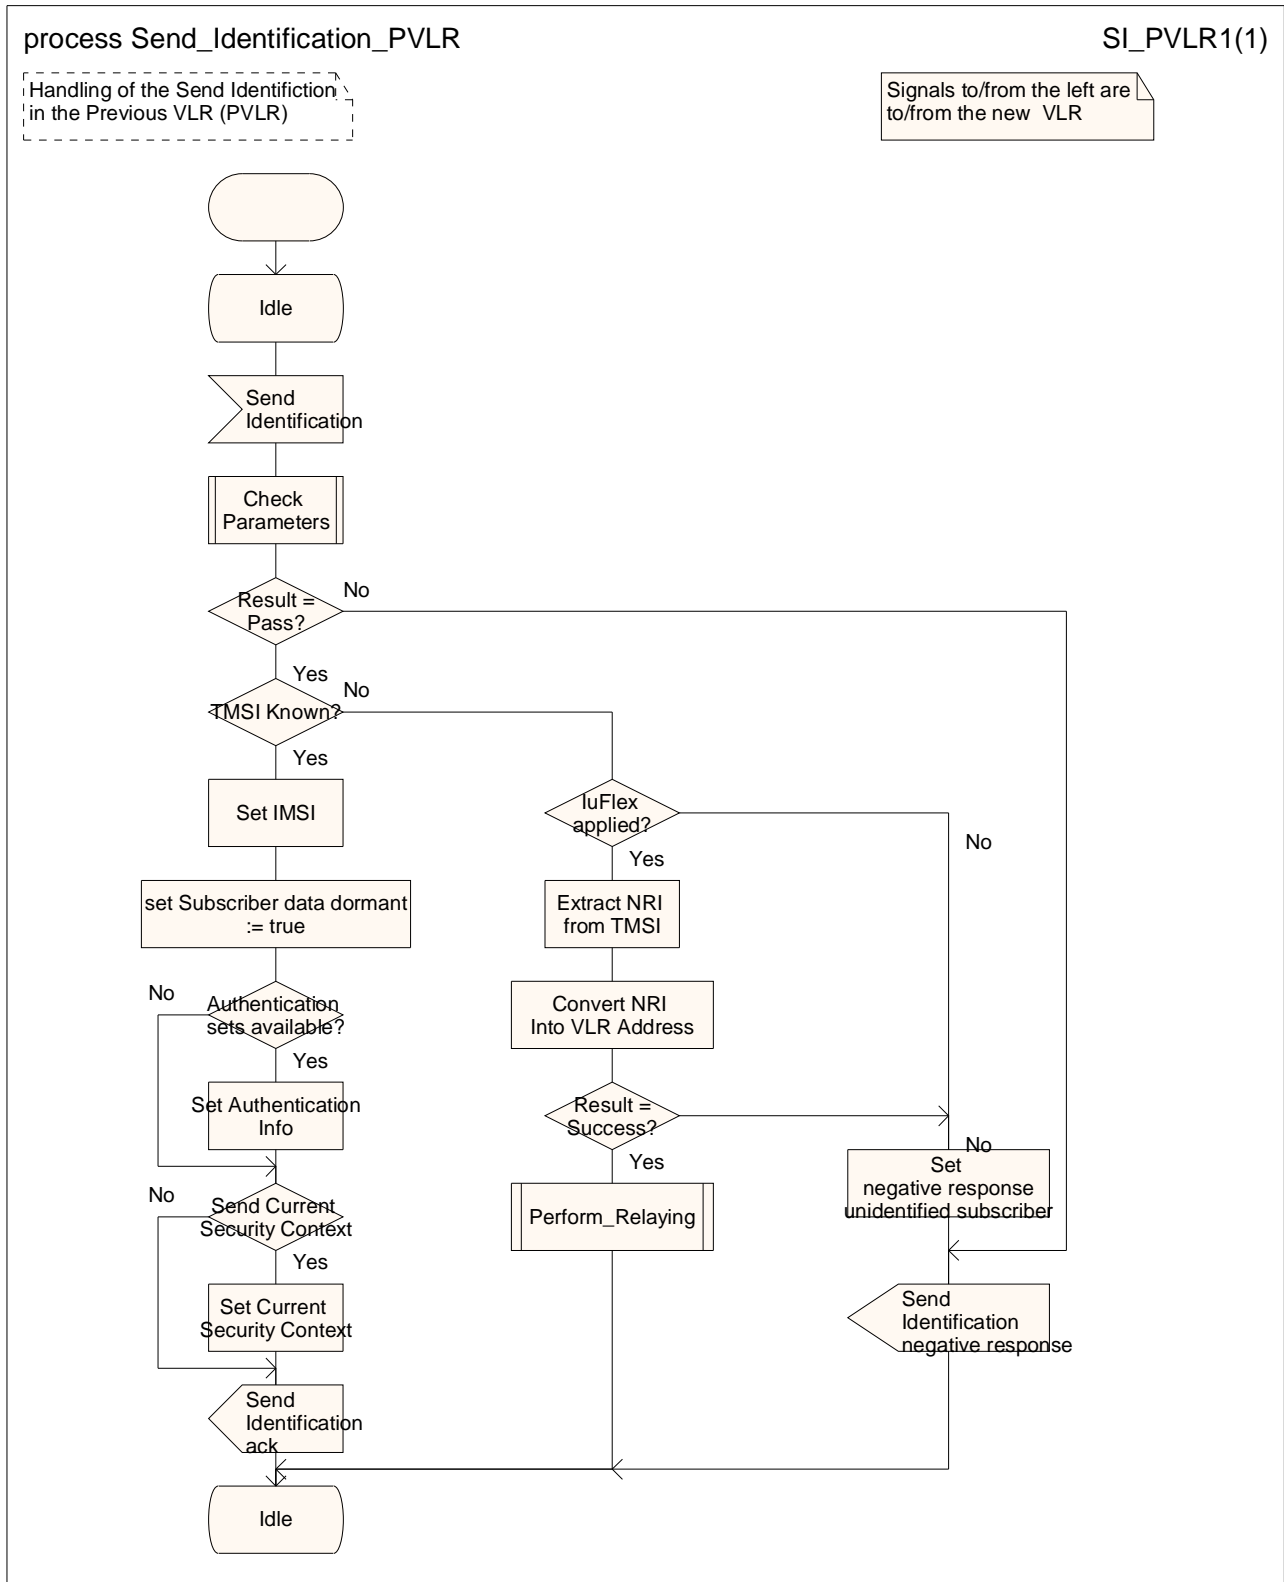 process Send_Identification_PVLR
SI_PVLR1(1)
Handling of the Send Identifiction
in the Previous VLR (PVLR)
Signals to/from the left are
to/from the new  VLR
Idle
Send
Identification
Check
Parameters
Result =
Pass?
No
Yes
TMSI Known?
No
Yes
Set IMSI
IuFlex
applied?
No
Yes
set Subscriber data dormant
:= true
Extract NRI
from TMSI
Authentication
sets available?
No
Yes
Convert NRI
Into VLR Address
Set Authentication
Info
Result =
Success?
No
Yes
Set
negative response
unidentified subscriber
Send Current
Security Context
No
Yes
Perform_Relaying
Set Current
Security Context
Send
Identification
negative response
Send
Identification
ack
Idle